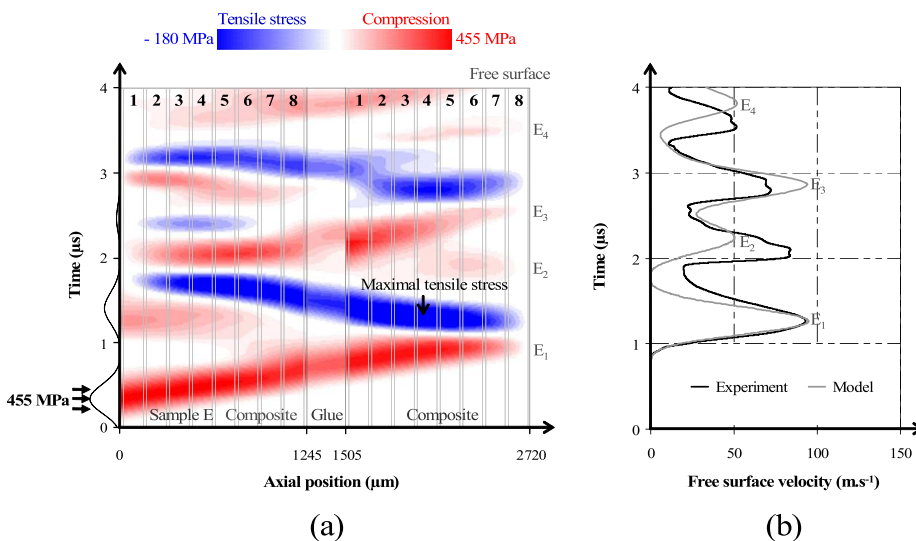 Tensile stress Compression
- 180 MPa 455 MPa
Free surface
4 1 2 3 4 5 6 7 8 1 2 3 4 5 6 7 8
E4
3
E3
2
E2
Maximal tensile stress
1
E1
455 MPa
Sample E Composite Glue Composite
0
0 1245 1505 2720
Time (µs)
Axial position (µm)
(a)
4
E4
3
E3
2
E2
E1
1
Experiment Model
0
0 50 100 150
Time (µs)
Free surface velocity (m.s⁻¹)
(b)